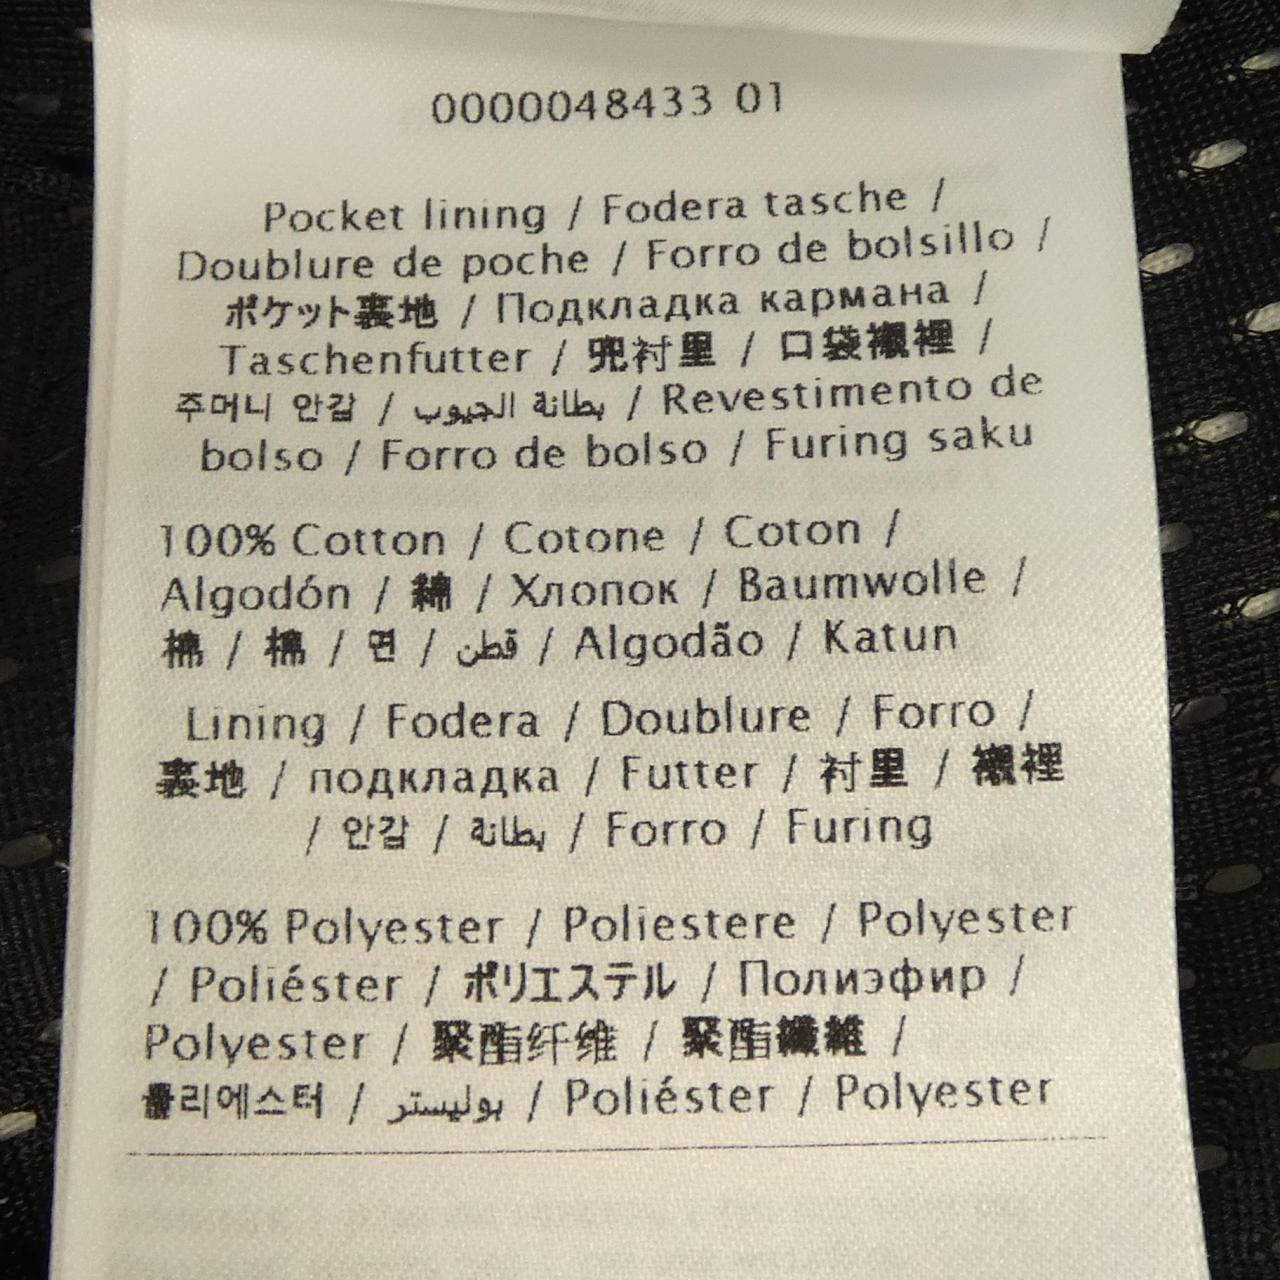 0000048433 01
Pocket lining / Fodera tasche /
Doublure de poche / Forro de bolsillo /
ポケット裏地 / Подкладка кармана /
Taschenfutter / 兜衬里 / 口袋襯裡 /
주머니 안감 / بطانة الجيوب / Revestimento de
bolso / Forro de bolso / Furing saku
100% Cotton / Cotone / Coton /
Algodón / 綿 / Хлопок / Baumwolle /
棉 / 棉 / 면 / قطن / Algodão / Katun
Lining / Fodera / Doublure / Forro /
裏地 / подкладка / Futter / 衬里 / 襯裡
/ 안감 / بطانة / Forro / Furing
100% Polyester / Poliestere / Polyester
/ Poliéster / ポリエステル / Полиэфир /
Polyester / 聚酯纤维 / 聚酯纖維 /
폴리에스터 / بوليستر / Poliéster / Polyester